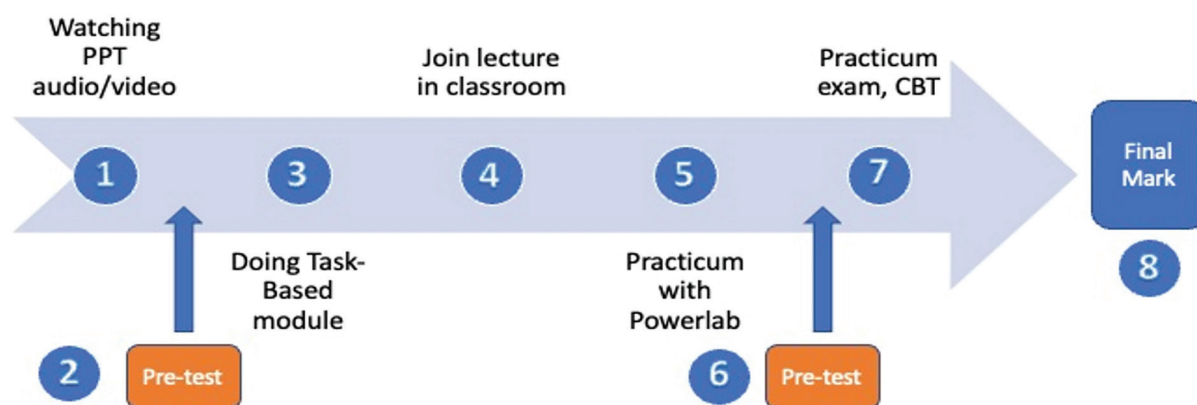 Watching
PPT
audio/video
Join lecture
in classroom
Practicum
exam, CBT
1
3
4
5
7
Final
Mark
8
Doing Task-
Based
module
Practicum
with
Powerlab
2
Pre-test
6
Pre-test